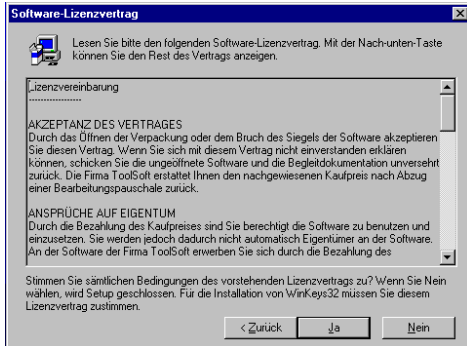 Software-Lizenzvertrag
Lesen Sie bitte den folgenden Software-Lizenzvertrag. Mit der Nach-unten-Taste
können Sie den Rest des Vertrags anzeigen.
Lizenzvereinbarung
-----------------
AKZEPTANZ DES VERTRAGES
Durch das Öffnen der Verpackung oder dem Bruch des Siegels der Software akzeptieren
Sie diesen Vertrag. Wenn Sie sich mit diesem Vertrag nicht einverstanden erklären
können, schicken Sie die ungeöffnete Software und die Begleitdokumentation unversehrt
zurück. Die Firma ToolSoft erstattet Ihnen den nachgewiesenen Kaufpreis nach Abzug
einer Bearbeitungspauschale zurück.
ANSPRÜCHE AUF EIGENTUM
Durch die Bezahlung des Kaufpreises sind Sie berechtigt die Software zu benutzen und
einzusetzen. Sie werden jedoch dadurch nicht automatisch Eigentümer an der Software.
An der Software der Firma ToolSoft erwerben Sie sich durch die Bezahlung des
Stimmen Sie sämtlichen Bedingungen des vorstehenden Lizenzvertrags zu? Wenn Sie Nein
wählen, wird Setup geschlossen. Für die Installation von WinKeys32 müssen Sie diesem
Lizenzvertrag zustimmen.
< Zurück Ja Nein